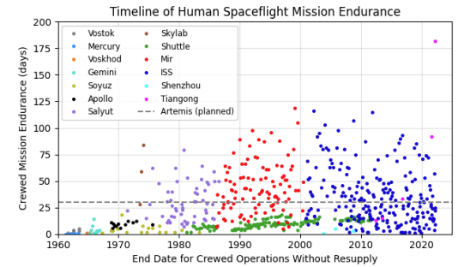 Timeline of Human Spaceflight Mission Endurance
Crewed Mission Endurance (days)
200
175
150
125
100
75
50
25
0
Vostok
Mercury
Voskhod
Gemini
Soyuz
Apollo
Salyut
Skylab
Shuttle
Mir
ISS
Shenzhou
Tiangong
Artemis (planned)
1960 1970 1980 1990 2000 2010 2020
End Date for Crewed Operations Without Resupply